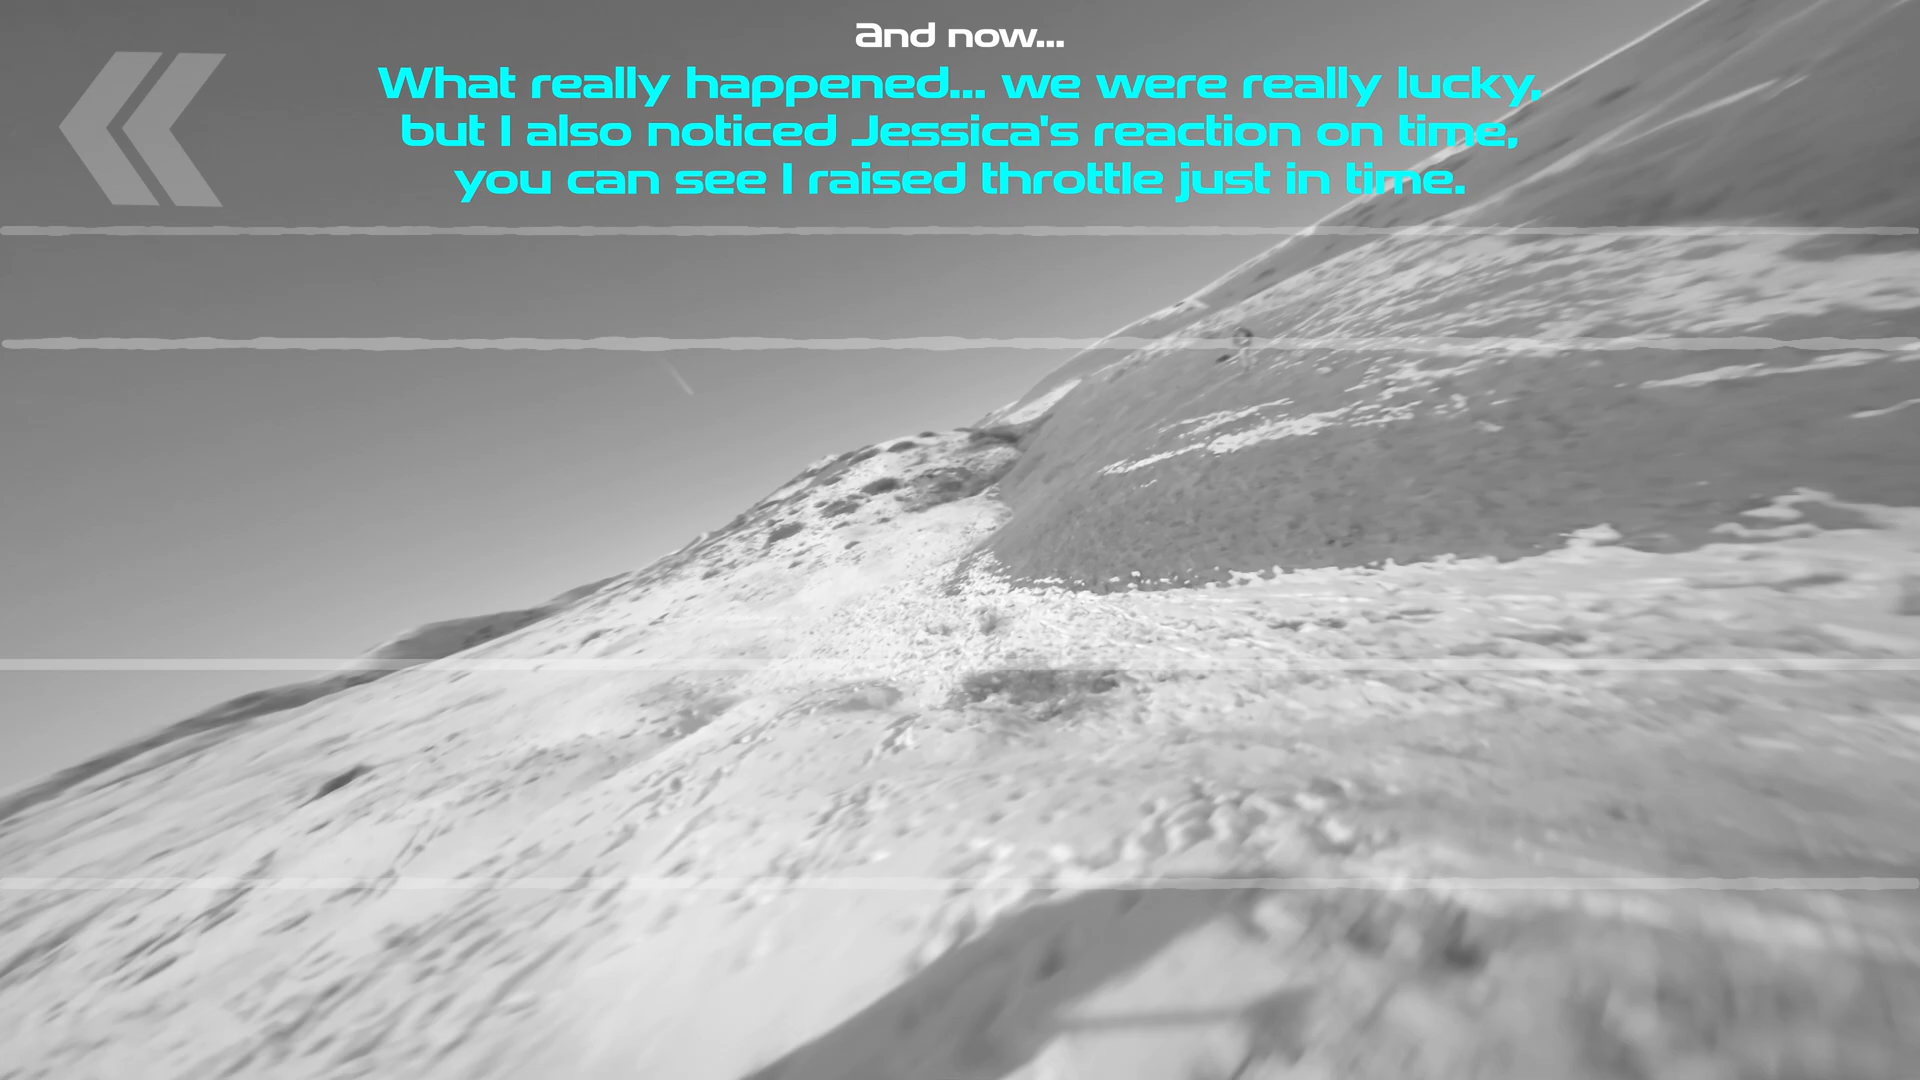 and now...
What really happened... we were really lucky,
but I also noticed Jessica's reaction on time,
you can see I raised throttle just in time.